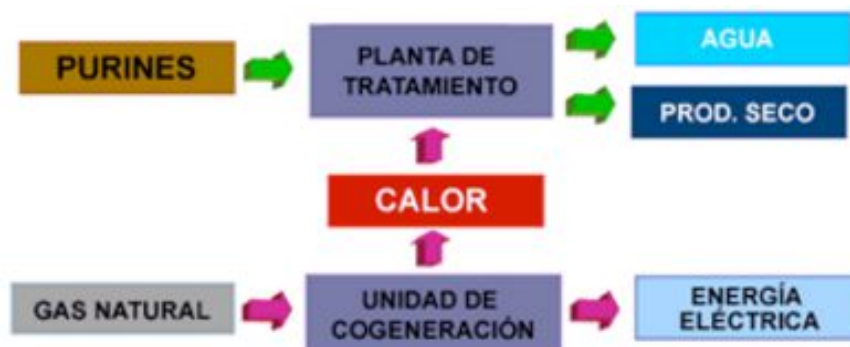 PURINES
PLANTA DE
TRATAMIENTO
AGUA
PROD. SECO
CALOR
GAS NATURAL
UNIDAD DE
COGENERACIÓN
ENERGÍA
ELÉCTRICA